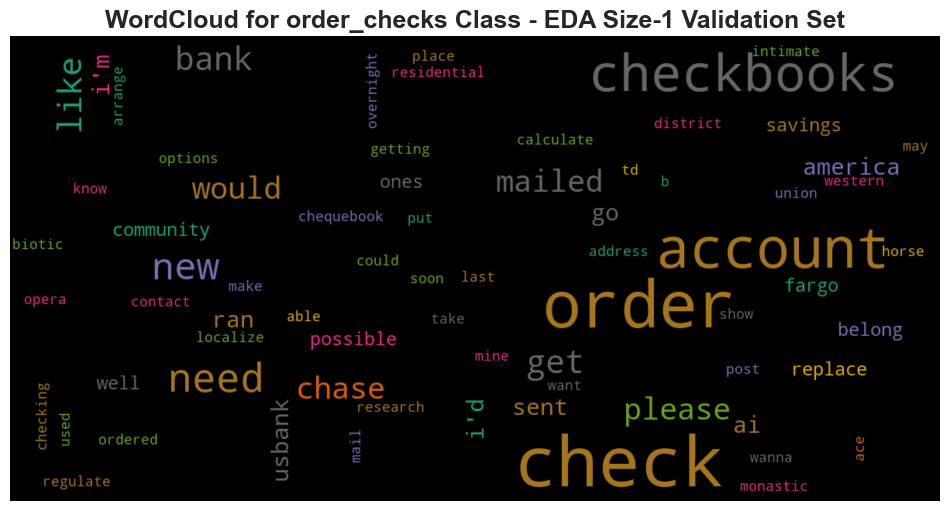 WordCloud for order_checks Class - EDA Size-1 Validation Set
like
i'm
arrange
bank
overnight
place
residential
checkbooks
intimate
options
getting
calculate
district
savings
may
know
would
ones
mailed
td
b
america
western
union
community
chequebook
put
go
biotic
new
could
soon
last
address
account
horse
make
opera
contact
ran
able
take
order
show
fargo
localize
possible
mine
belong
well
need
chase
get
want
post
replace
checking
used
ordered
usbank
research
mail
i'd
sent
please
ai
regulate
check
wanna
ace
monastic